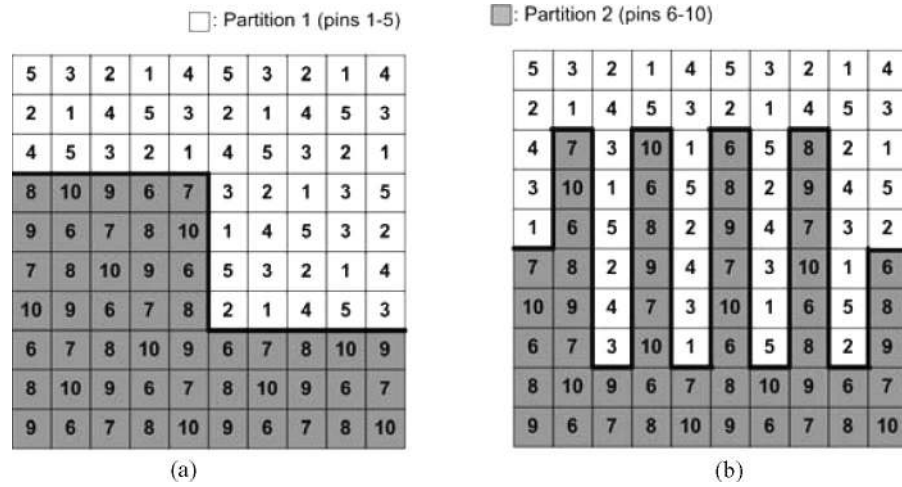 : Partition 1 (pins 1-5)
: Partition 2 (pins 6-10)
5 3 2 1 4 5 3 2 1 4
2 1 4 5 3 2 1 4 5 3
4 5 3 2 1 4 5 3 2 1
8 10 9 6 7 3 2 1 3 5
9 6 7 8 10 1 4 5 3 2
7 8 10 9 6 5 3 2 1 4
10 9 6 7 8 2 1 4 5 3
6 7 8 10 9 6 7 8 10 9
8 10 9 6 7 8 10 9 6 7
9 6 7 8 10 9 6 7 8 10
(a)
5 3 2 1 4 5 3 2 1 4
2 1 4 5 3 2 1 4 5 3
4 7 3 10 1 6 5 8 2 1
3 10 1 6 5 8 2 9 4 5
1 6 5 8 2 9 4 7 3 2
7 8 2 9 4 7 3 10 1 6
10 9 4 7 3 10 1 6 5 8
6 7 3 10 1 6 5 8 2 9
8 10 9 6 7 8 10 9 6 7
9 6 7 8 10 9 6 7 8 10
(b)